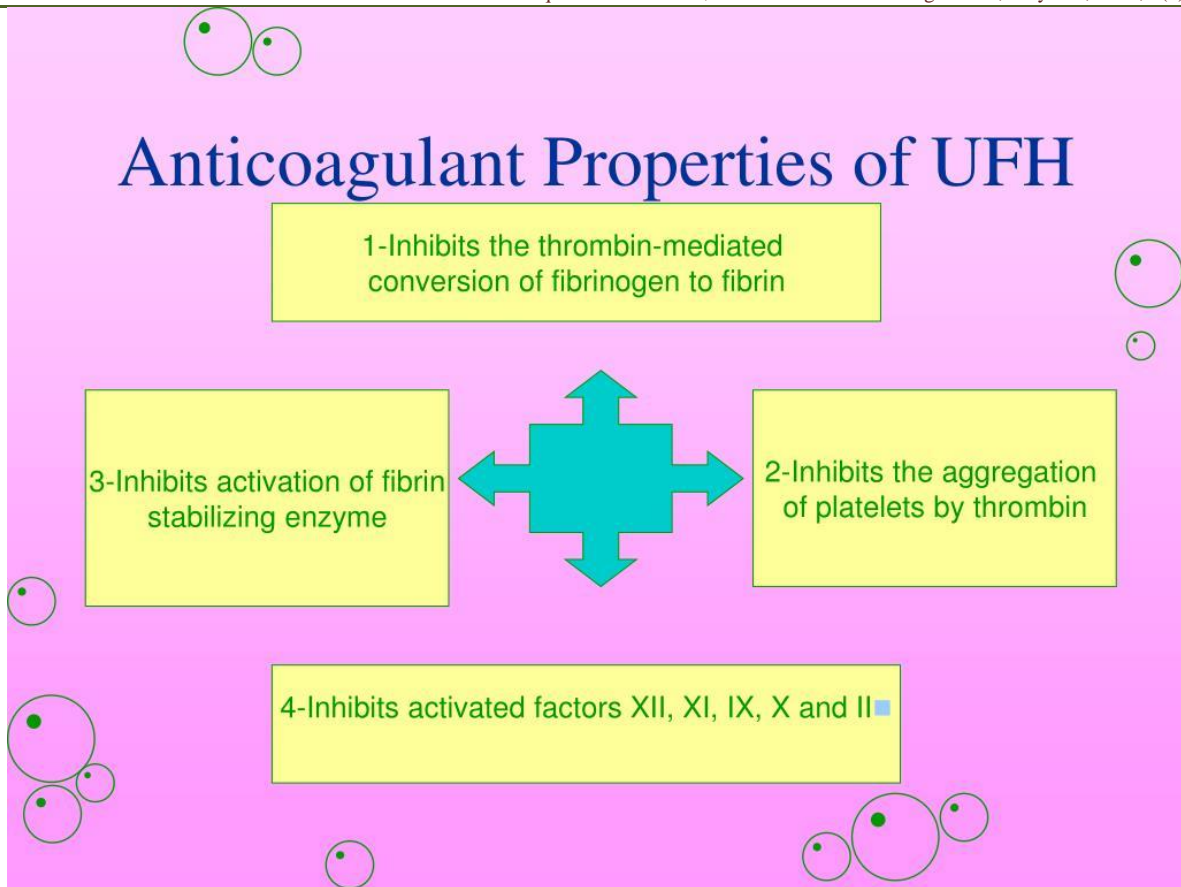 Anticoagulant Properties of UFH
1-Inhibits the thrombin-mediated
conversion of fibrinogen to fibrin
3-Inhibits activation of fibrin
stabilizing enzyme
2-Inhibits the aggregation
of platelets by thrombin
4-Inhibits activated factors XII, XI, IX, X and II